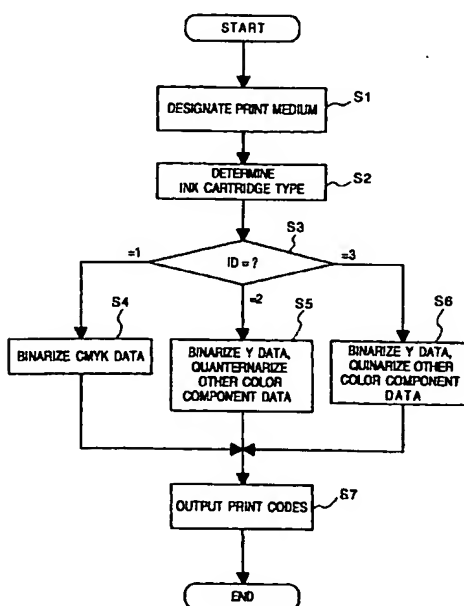 START
S1
DESIGNATE PRINT MEDIUM
S2
DETERMINE
INK CARTRIDGE TYPE
S3
=1
ID = ?
=3
=2
S4
S5
S6
BINARIZE CMYK DATA
BINARIZE Y DATA,
QUANTERNARIZE
OTHER COLOR
COMPONENT DATA
BINARIZE Y DATA,
QUINARIZE OTHER
COLOR COMPONENT
DATA
S7
OUTPUT PRINT CODES
END